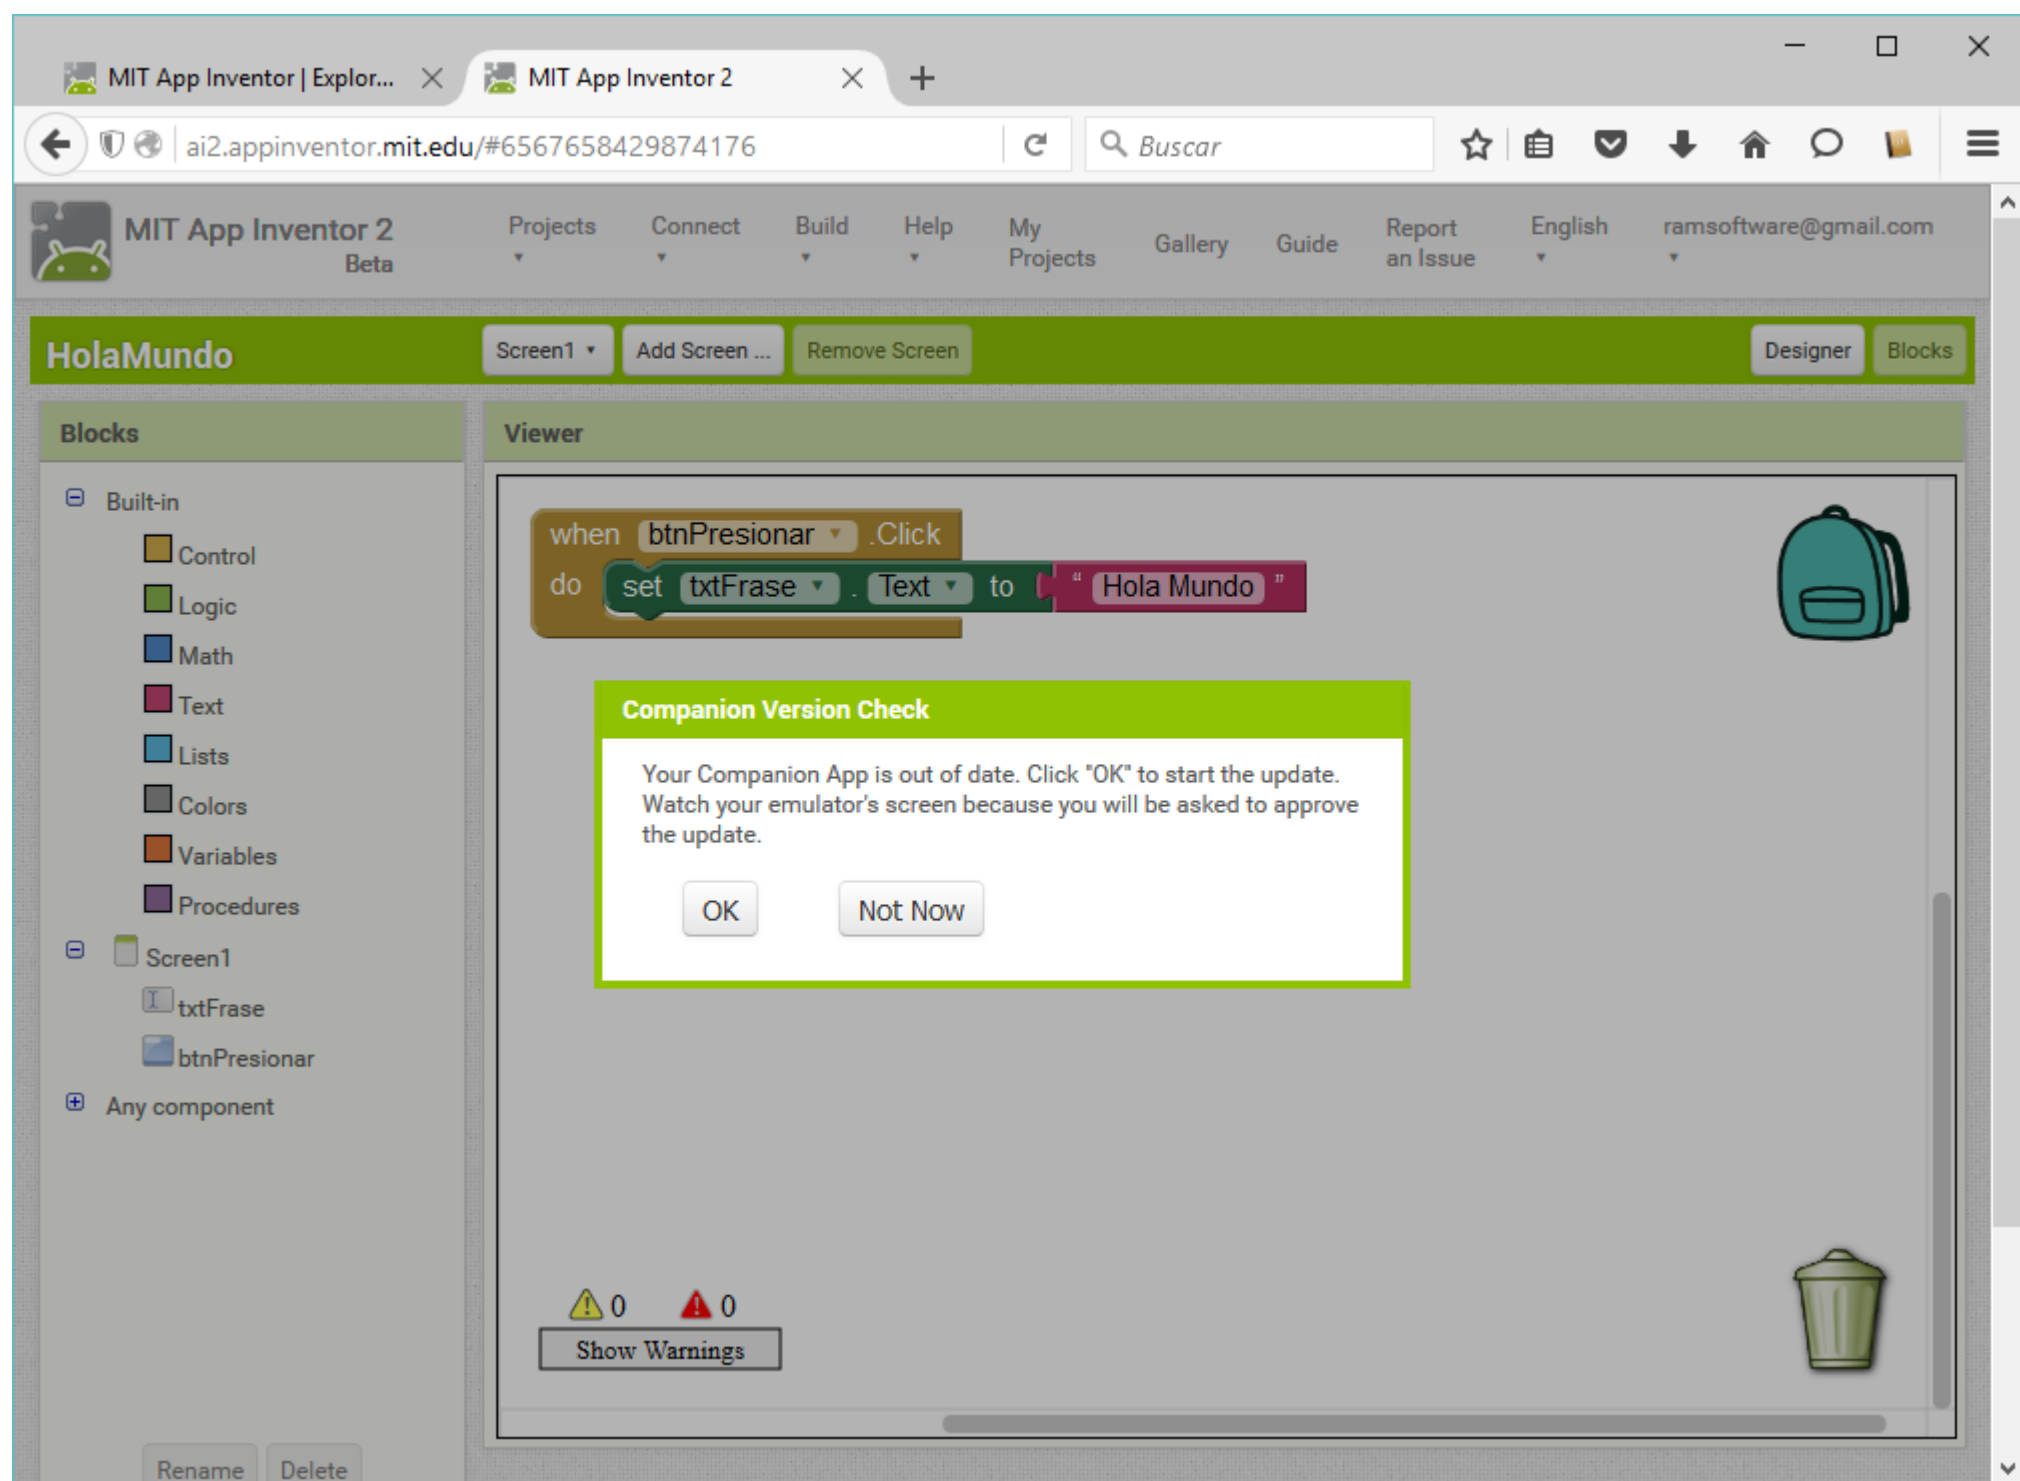 MIT App Inventor | Explor...
MIT App Inventor 2
ai2.appinventor.mit.edu/#6567658429874176
Buscar
MIT App Inventor 2
Beta
Projects
Connect
Build
Help
My
Projects
Gallery
Guide
Report
an Issue
English
ramsoftware@gmail.com
HolaMundo
Screen1
Add Screen ...
Remove Screen
Designer
Blocks
Blocks
Built-in
Control
Logic
Math
Text
Lists
Colors
Variables
Procedures
Screen1
txtFrase
btnPresionar
Any component
Rename
Delete
Viewer
when btnPresionar .Click
do set txtFrase . Text to “ Hola Mundo ”
Companion Version Check
Your Companion App is out of date. Click "OK" to start the update.
Watch your emulator's screen because you will be asked to approve
the update.
OK
Not Now
0
0
Show Warnings